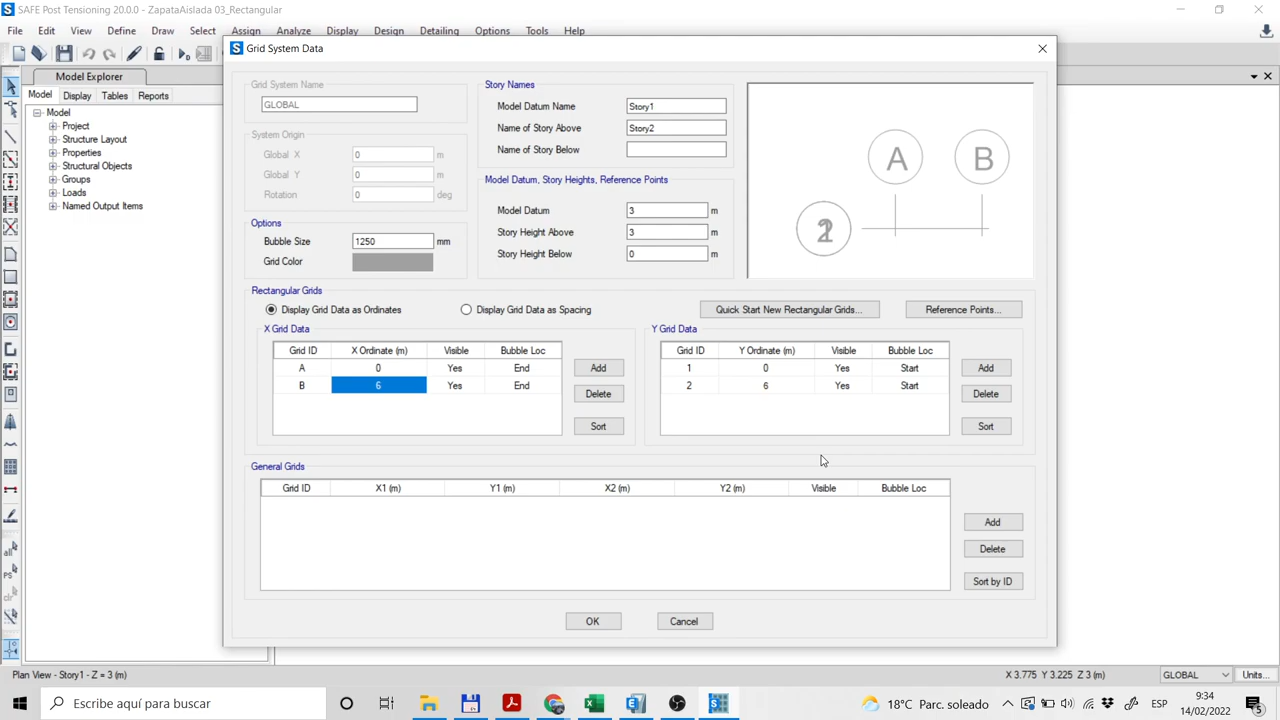 SAFE Post Tensioning 20.0.0 - ZapataAislada 03_Rectangular
File Edit View Define Draw Select Assign Analyze Display Design Detailing Options Tools Help
Grid System Data
Model Explorer
Model Display Tables Reports
Model
Project
Structure Layout
Properties
Structural Objects
Groups
Loads
Named Output Items
Grid System Name
GLOBAL
System Origin
Global X 0 m
Global Y 0 m
Rotation 0 deg
Options
Bubble Size 1250 mm
Grid Color
Story Names
Model Datum Name Story1
Name of Story Above Story2
Name of Story Below
Model Datum, Story Heights, Reference Points
Model Datum 3 m
Story Height Above 3 m
Story Height Below 0 m
A B
Rectangular Grids
Display Grid Data as Ordinates Display Grid Data as Spacing Quick Start New Rectangular Grids... Reference Points...
X Grid Data
Grid ID X Ordinate (m) Visible Bubble Loc
A 0 Yes End
B 6 Yes End
Add
Delete
Sort
Y Grid Data
Grid ID Y Ordinate (m) Visible Bubble Loc
1 0 Yes Start
2 6 Yes Start
Add
Delete
Sort
General Grids
Grid ID X1 (m) Y1 (m) X2 (m) Y2 (m) Visible Bubble Loc
Add
Delete
Sort by ID
OK Cancel
Plan View - Story1 - Z = 3 (m) X 3.775 Y 3.225 Z 3 (m) GLOBAL Units...
Escribe aquí para buscar 18°C Parc. soleado ESP 9:34
14/02/2022 5